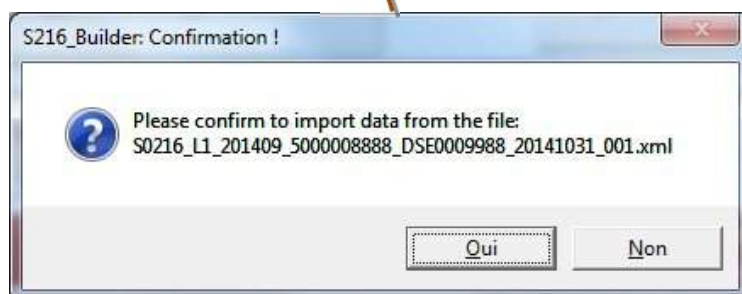 S216_Builder: Confirmation !
Please confirm to import data from the file:
S0216_L1_201409_5000008888_DSE0009988_20141031_001.xml
Oui
Non